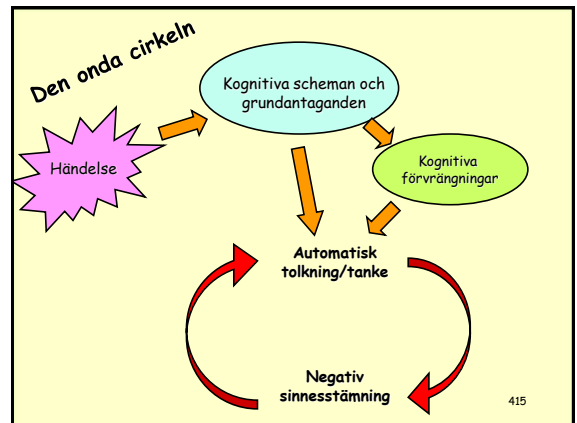 Den onda cirkeln
Kognitiva scheman och
grundantaganden
Händelse
Kognitiva
förvrängningar
Automatisk
tolkning/tanke
Negativ
sinnesstämning
415